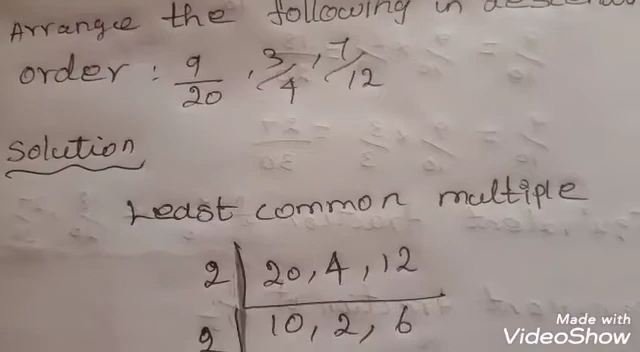 Arrange the following in
order : 9/20 , 3/4 , 7/12
Solution
Least common multiple
2 | 20, 4, 12
2 | 10, 2, 6
Made with
VideoShow